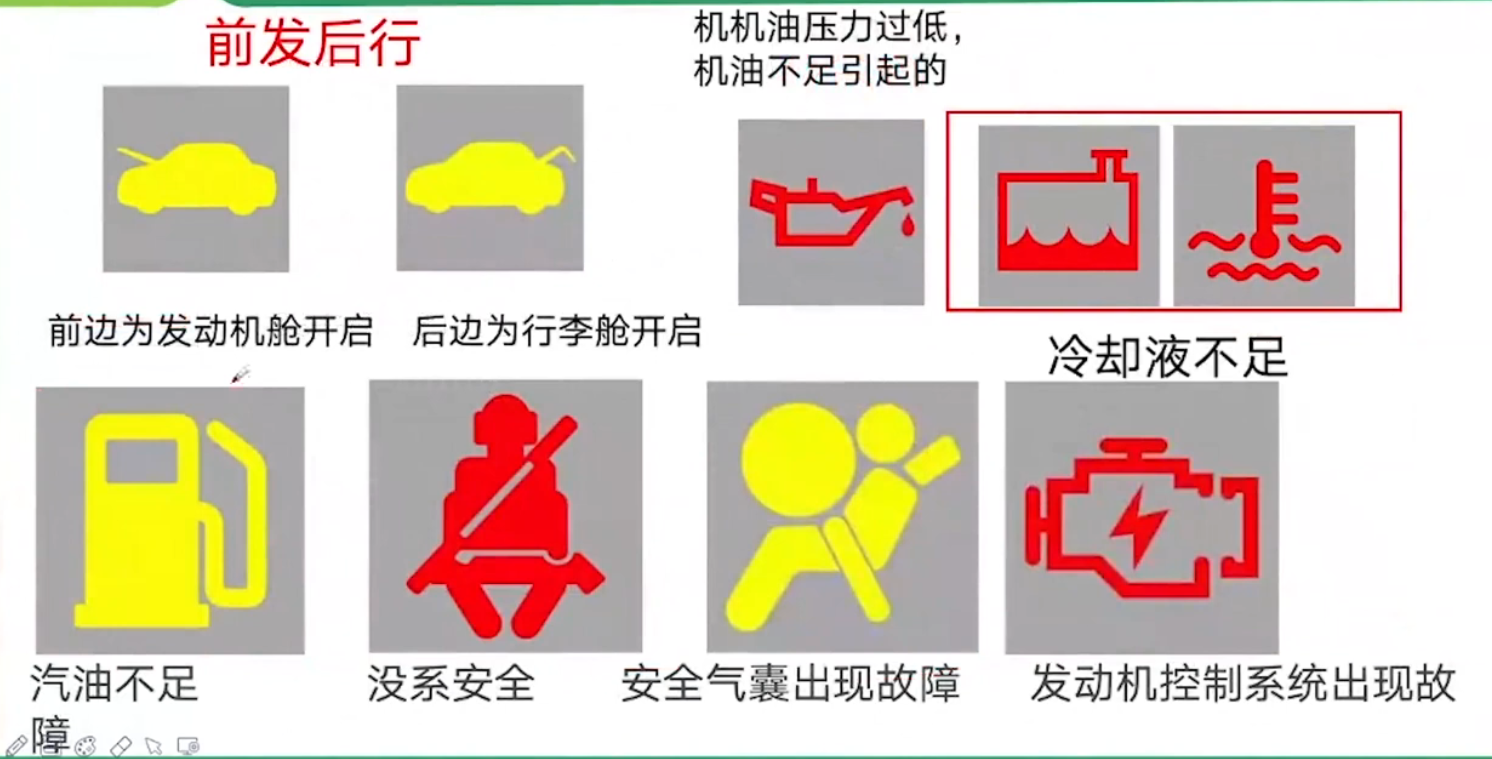 前发后行
机机油压力过低，
机油不足引起的
前边为发动机舱开启
后边为行李舱开启
冷却液不足
汽油不足
没系安全
安全气囊出现故障
发动机控制系统出现故
障